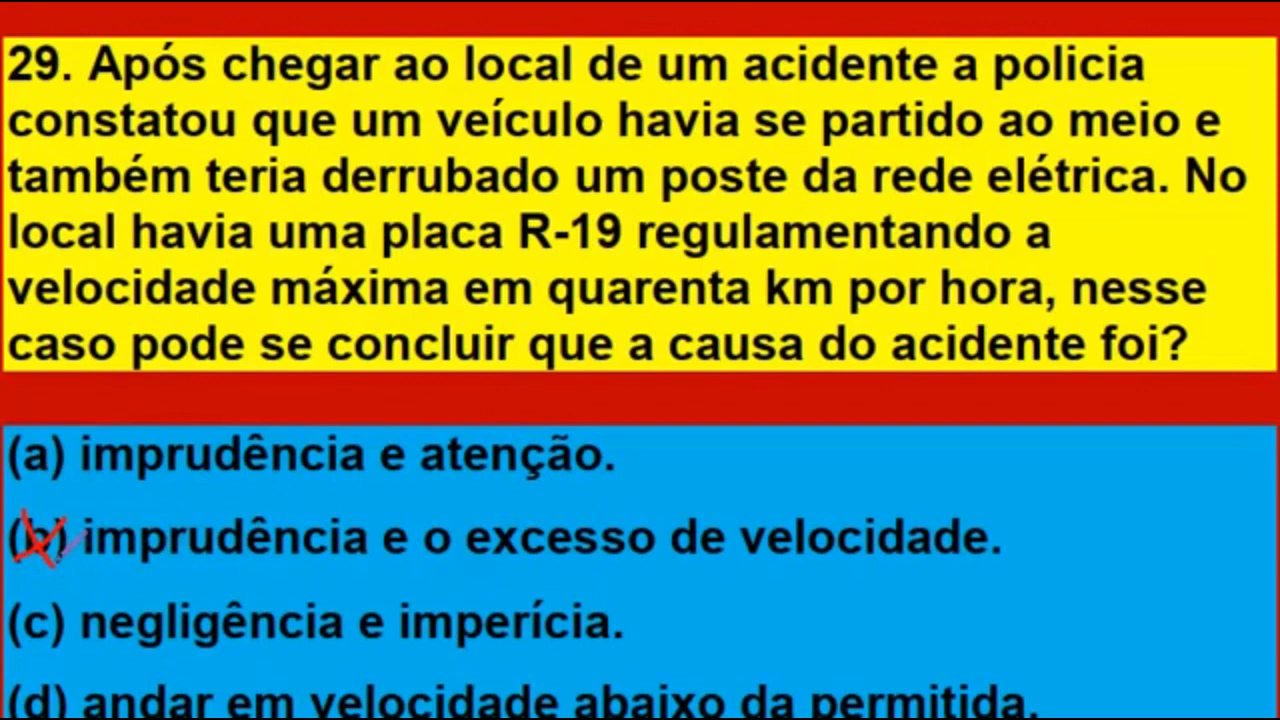 29. Após chegar ao local de um acidente a policia
constatou que um veículo havia se partido ao meio e
também teria derrubado um poste da rede elétrica. No
local havia uma placa R-19 regulamentando a
velocidade máxima em quarenta km por hora, nesse
caso pode se concluir que a causa do acidente foi?
(a) imprudência e atenção.
(b) imprudência e o excesso de velocidade.
(c) negligência e imperícia.
(d) andar em velocidade abaixo da permitida.